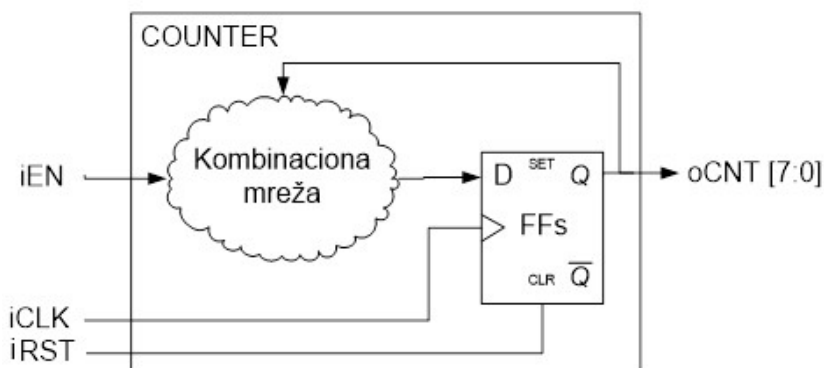 COUNTER
Kombinaciona
mreža
iEN
D SET Q
oCNT [7:0]
FFs
CLR Q̅
iCLK
iRST